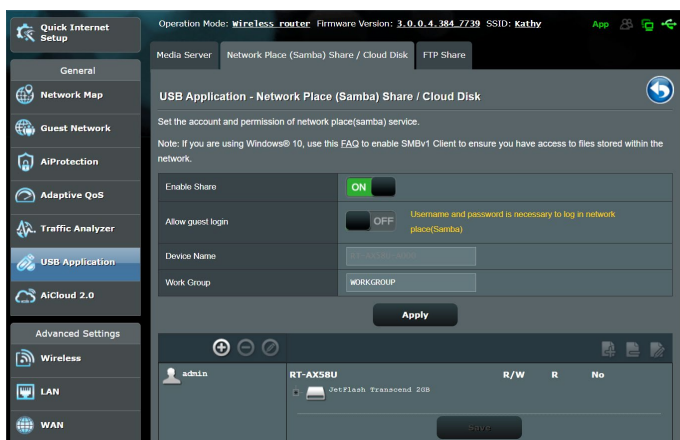 Quick Internet
Setup
Operation Mode: Wireless router Firmware Version: 3.0.0.4.384_7739 SSID: Kathy
App
Media Server
Network Place (Samba) Share / Cloud Disk
FTP Share
General
Network Map
Guest Network
AiProtection
Adaptive QoS
Traffic Analyzer
USB Application
AiCloud 2.0
Advanced Settings
Wireless
LAN
WAN
USB Application - Network Place (Samba) Share / Cloud Disk
Set the account and permission of network place(samba) service.
Note: If you are using Windows® 10, use this FAQ to enable SMBv1 Client to ensure you have access to files stored within the
network.
Enable Share
ON
Allow guest login
OFF
Username and password is necessary to log in network
place(Samba)
Device Name
Work Group
WORKGROUP
Apply
admin
RT-AX58U
R/W
R
No
JetFlash Transcend 2GB
Save